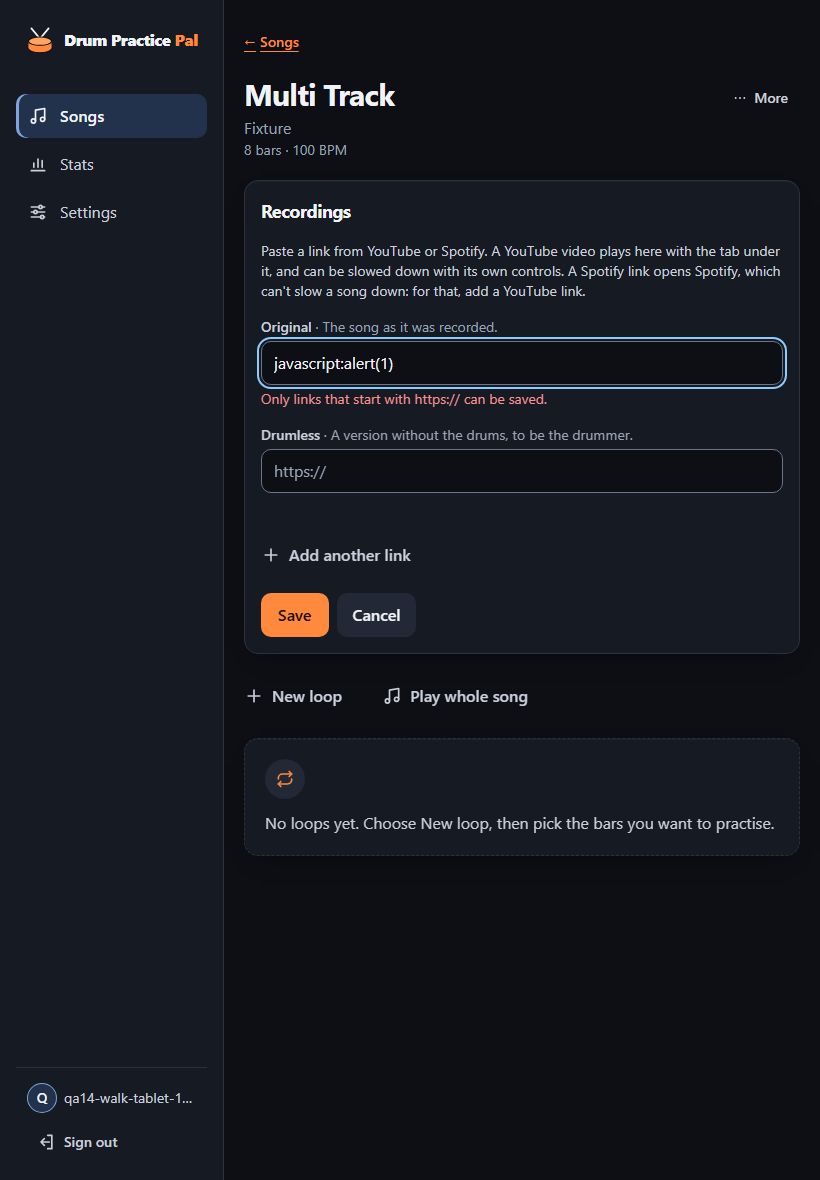 Drum Practice Pal
Songs
Stats
Settings
← Songs
Multi Track
··· More
Fixture
8 bars · 100 BPM
Recordings
Paste a link from YouTube or Spotify. A YouTube video plays here with the tab under
it, and can be slowed down with its own controls. A Spotify link opens Spotify, which
can't slow a song down: for that, add a YouTube link.
Original · The song as it was recorded.
javascript:alert(1)
Only links that start with https:// can be saved.
Drumless · A version without the drums, to be the drummer.
https://
+ Add another link
Save
Cancel
+ New loop
Play whole song
No loops yet. Choose New loop, then pick the bars you want to practise.
Q
qa14-walk-tablet-1...
Sign out